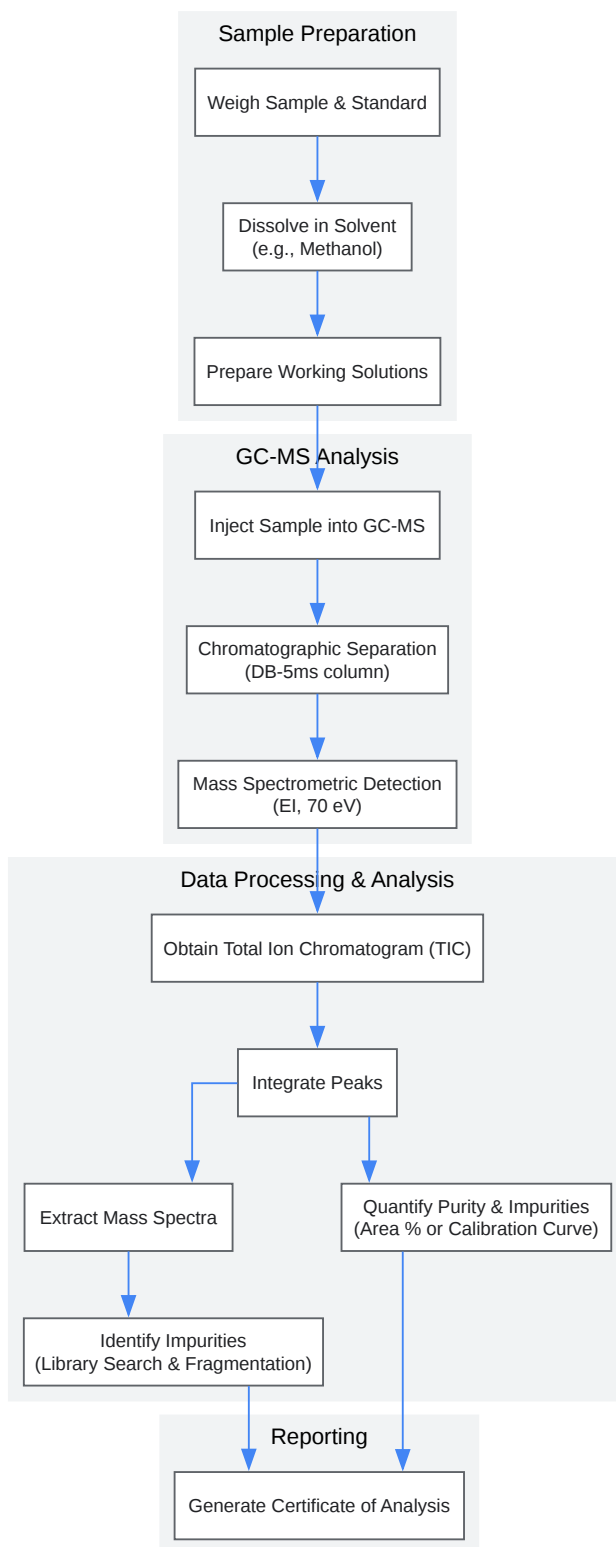 Sample Preparation
Weigh Sample & Standard
Dissolve in Solvent
(e.g., Methanol)
Prepare Working Solutions
GC-MS Analysis
Inject Sample into GC-MS
Chromatographic Separation
(DB-5ms column)
Mass Spectrometric Detection
(EI, 70 eV)
Data Processing & Analysis
Obtain Total Ion Chromatogram (TIC)
Integrate Peaks
Extract Mass Spectra
Quantify Purity & Impurities
(Area % or Calibration Curve)
Identify Impurities
(Library Search & Fragmentation)
Reporting
Generate Certificate of Analysis